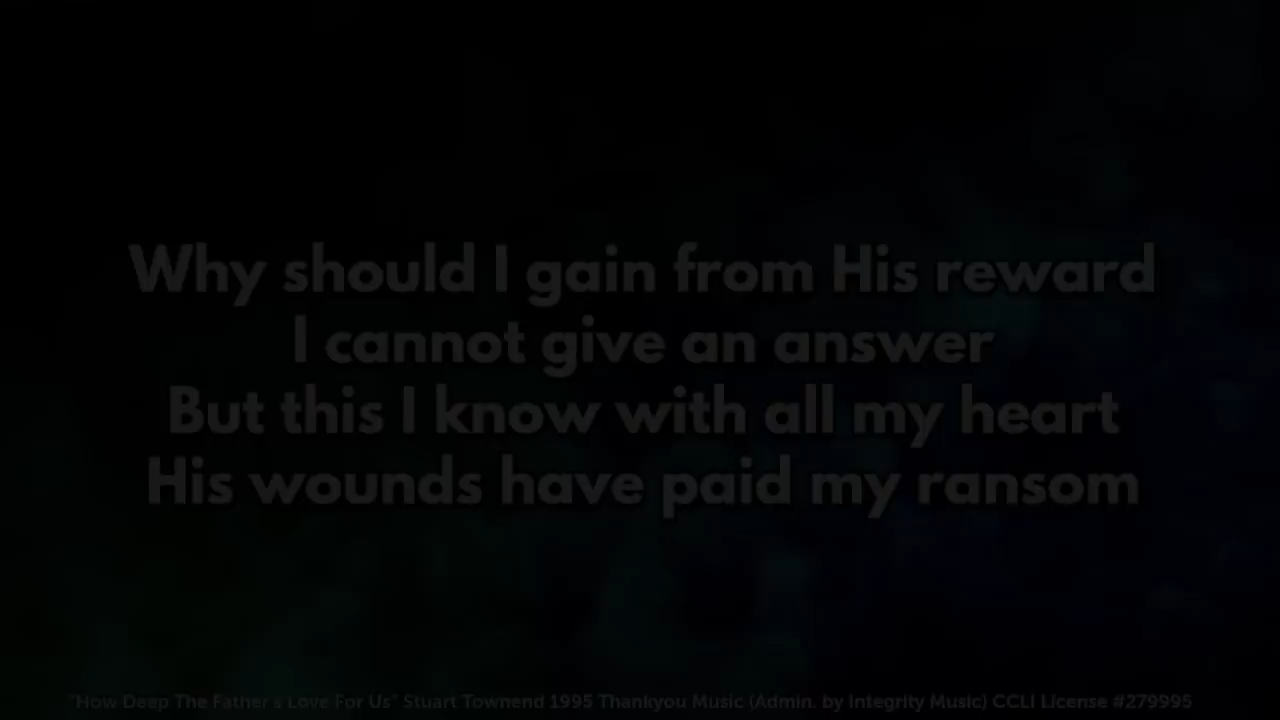 Why should I gain from His reward
I cannot give an answer
But this I know with all my heart
His wounds have paid my ransom
"How Deep The Father's Love For Us" Stuart Townend 1995 Thankyou Music (Admin. by Integrity Music) CCLI License #279995